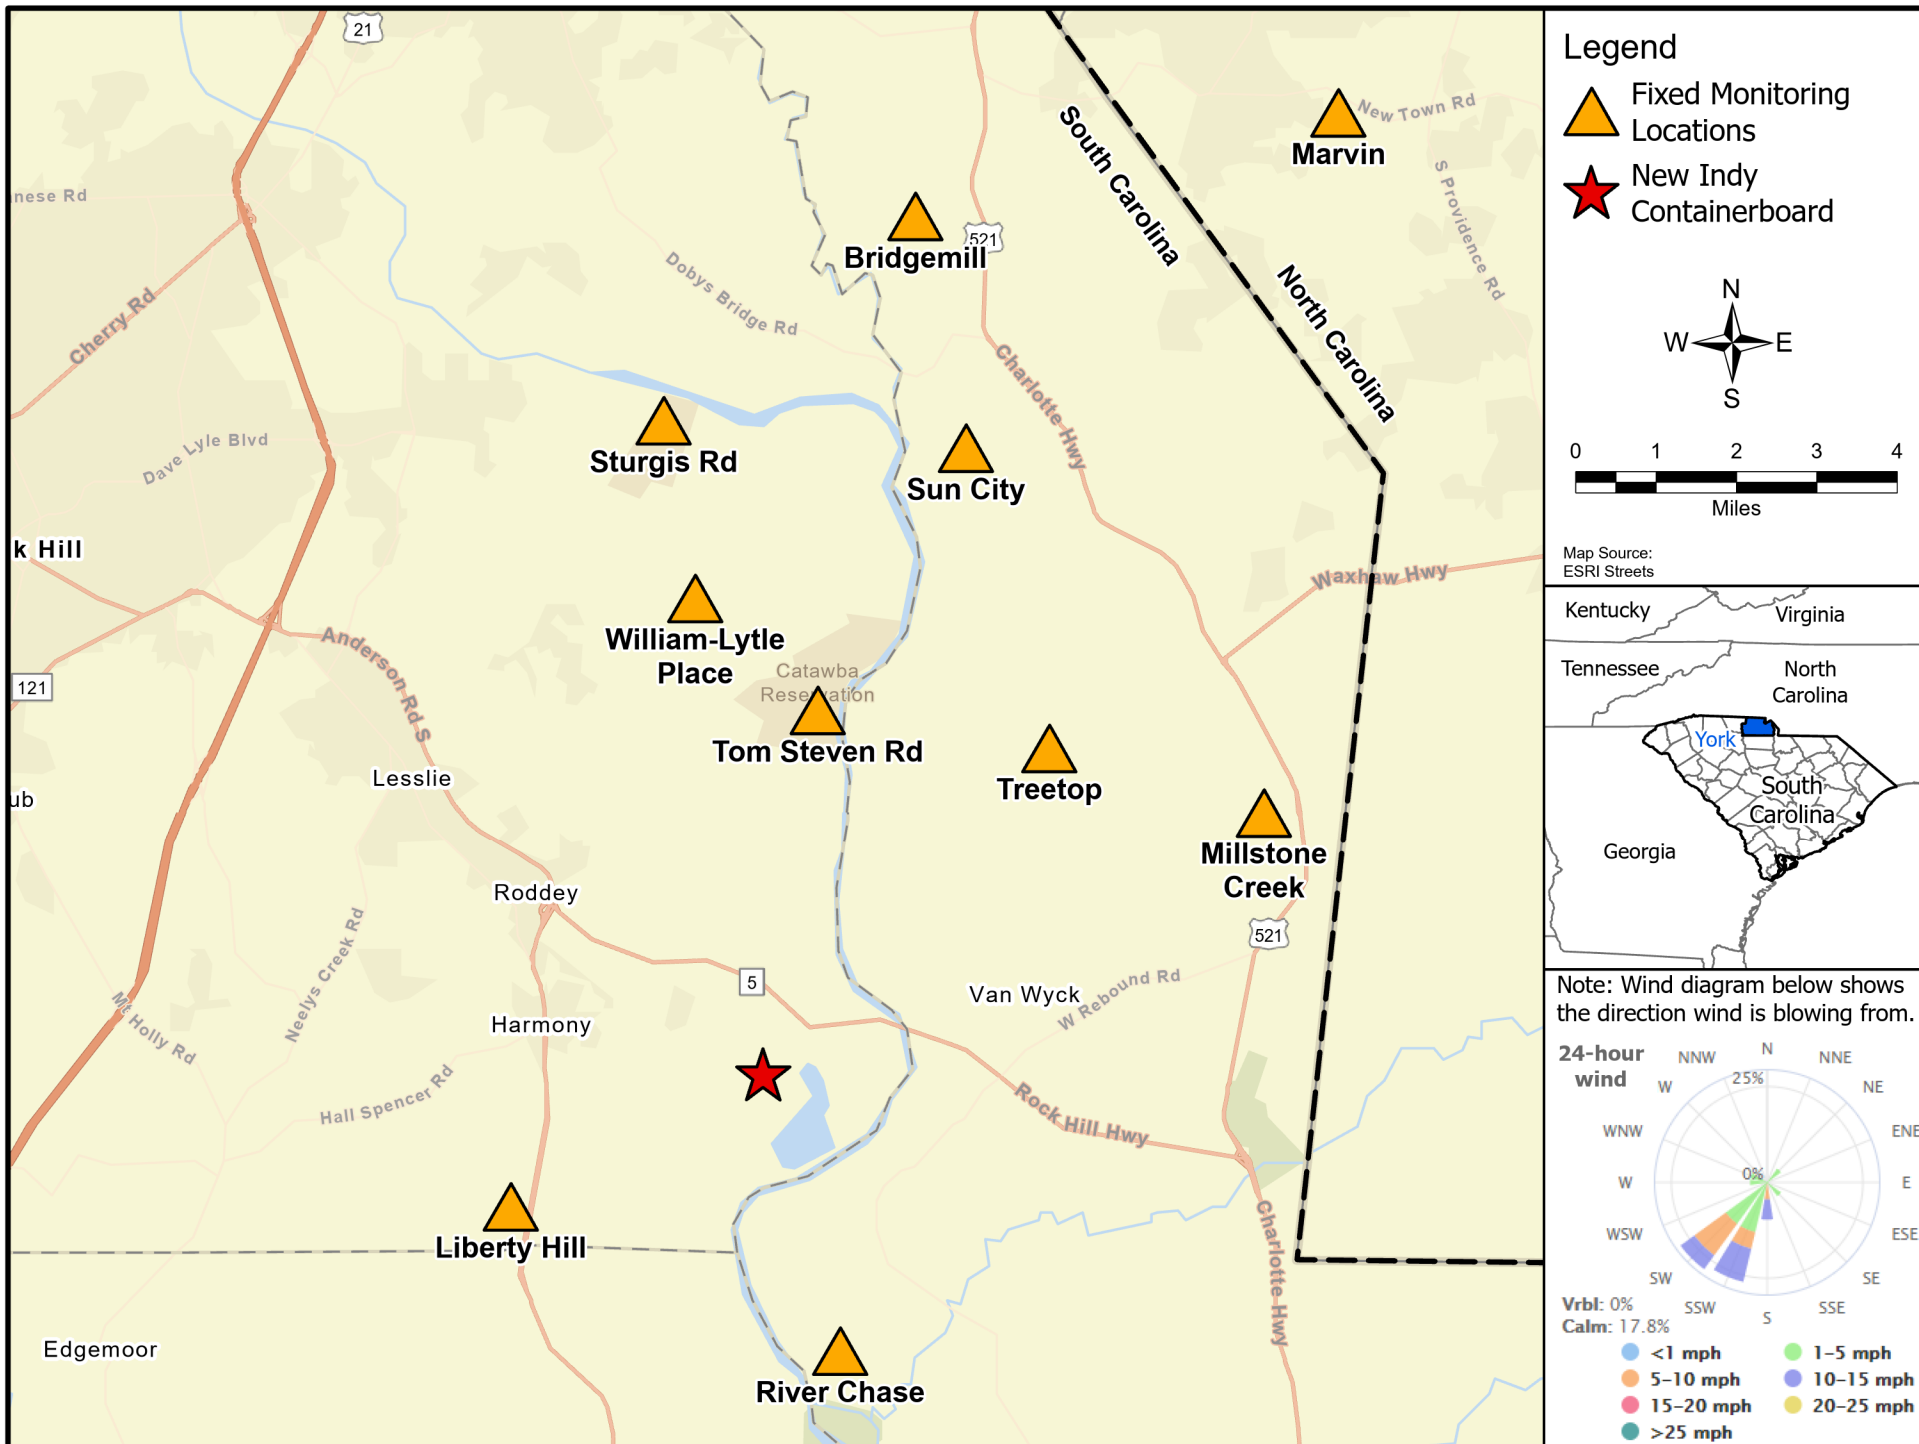 21
New Town Rd
Marvin
South Carolina
S Providence Rd
nese Rd
Bridgemill
521
Dobys Bridge Rd
North Carolina
Cherry Rd
Charlotte Hwy
Dave Lyle Blvd
Sturgis Rd
Sun City
k Hill
Waxhaw Hwy
William-Lytle
Place
Anderson Rd S
121
Catawba
Reservation
Tom Steven Rd
Treetop
Lesslie
ub
Millstone
Creek
Roddey
521
5
Neelys Creek Rd
Van Wyck
W Rebound Rd
Mt Holly Rd
Harmony
Hall Spencer Rd
Rock Hill Hwy
Liberty Hill
Charlotte Hwy
Edgemoor
River Chase
Legend
Fixed Monitoring
Locations
New Indy
Containerboard
N
W E
S
0 1 2 3 4
Miles
Map Source:
ESRI Streets
Kentucky
Virginia
Tennessee
North
Carolina
York
South
Carolina
Georgia
Note: Wind diagram below shows
the direction wind is blowing from.
24-hour
wind
N
NNW NNE
25%
W NE
WNW ENE
0%
W E
WSW ESE
SW SE
SSW SSE
S
Vrbl: 0%
Calm: 17.8%
<1 mph 1–5 mph
5–10 mph 10–15 mph
15–20 mph 20–25 mph
>25 mph